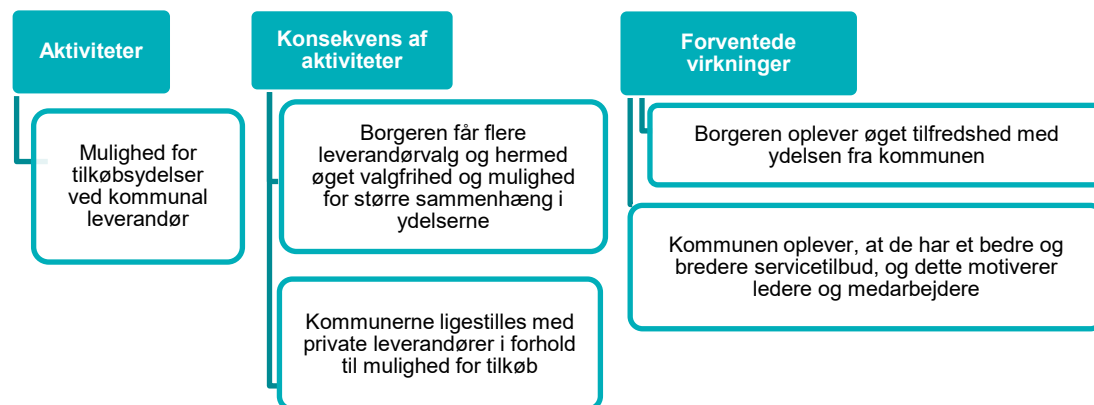 Aktiviteter
Mulighed for
tilkøbsydelser
ved kommunal
leverandør
Konsekvens af
aktiviteter
Borgeren får flere
leverandørvalg og hermed
øget valgfrihed og mulighed
for større sammenhæng i
ydelserne
Kommunerne ligestilles med
private leverandører i forhold
til mulighed for tilkøb
Forventede
virkninger
Borgeren oplever øget tilfredshed med
ydelsen fra kommunen
Kommunen oplever, at de har et bedre og
bredere servicetilbud, og dette motiverer
ledere og medarbejdere